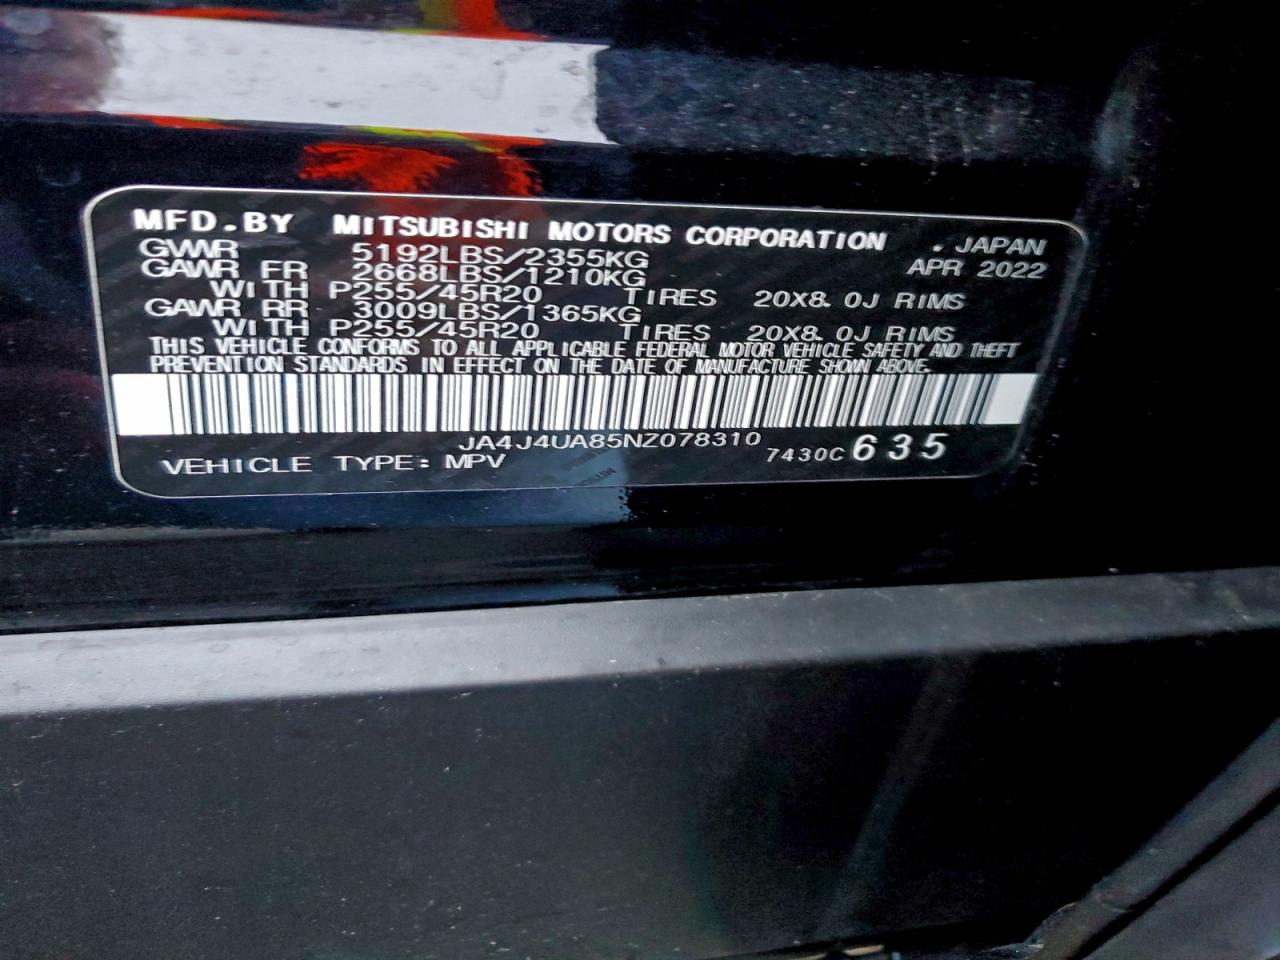 MFD.BY MITSUBISHI MOTORS CORPORATION . JAPAN
GVWR 5192LBS/2355KG APR 2022
GAWR FR 2668LBS/1210KG
WITH P255/45R20 TIRES 20X8.0J RIMS
GAWR RR 3009LBS/1365KG
WITH P255/45R20 TIRES 20X8.0J RIMS
THIS VEHICLE CONFORMS TO ALL APPLICABLE FEDERAL MOTOR VEHICLE SAFETY AND THEFT
PREVENTION STANDARDS IN EFFECT ON THE DATE OF MANUFACTURE SHOWN ABOVE.
JA4J4UA85NZ078310
VEHICLE TYPE: MPV 7430C 635